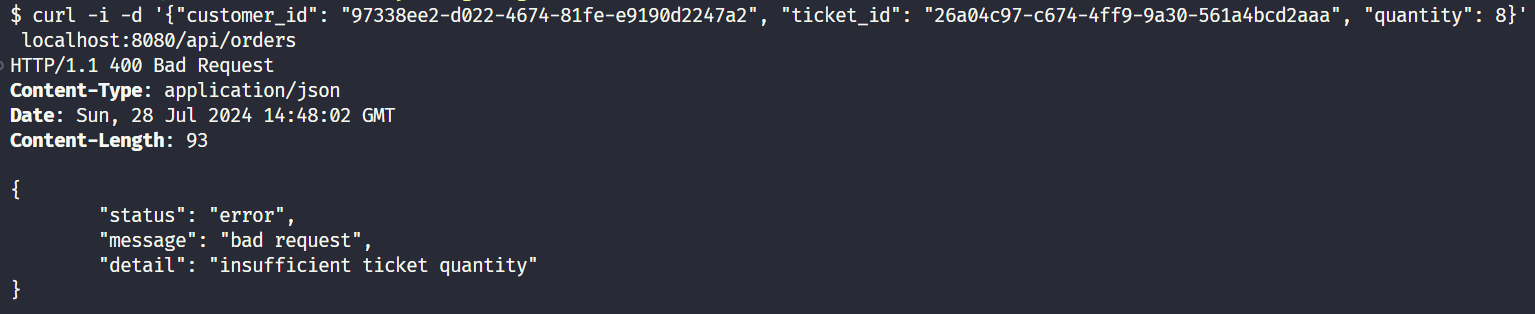 $ curl -i -d '{"customer_id": "97338ee2-d022-4674-81fe-e9190d2247a2", "ticket_id": "26a04c97-c674-4ff9-9a30-561a4bcd2aaa", "quantity": 8}'
localhost:8080/api/orders
HTTP/1.1 400 Bad Request
Content-Type: application/json
Date: Sun, 28 Jul 2024 14:48:02 GMT
Content-Length: 93
{
"status": "error",
"message": "bad request",
"detail": "insufficient ticket quantity"
}